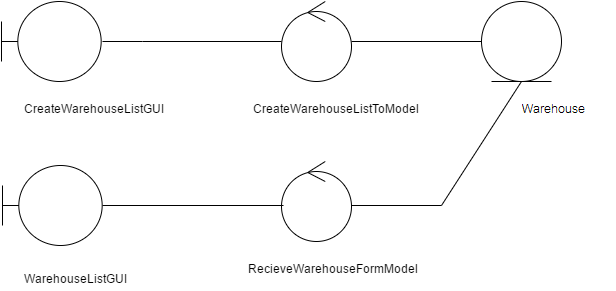 CreateWarehouseListGUI
CreateWarehouseListToModel
Warehouse
WarehouseListGUI
RecieveWarehouseFormModel